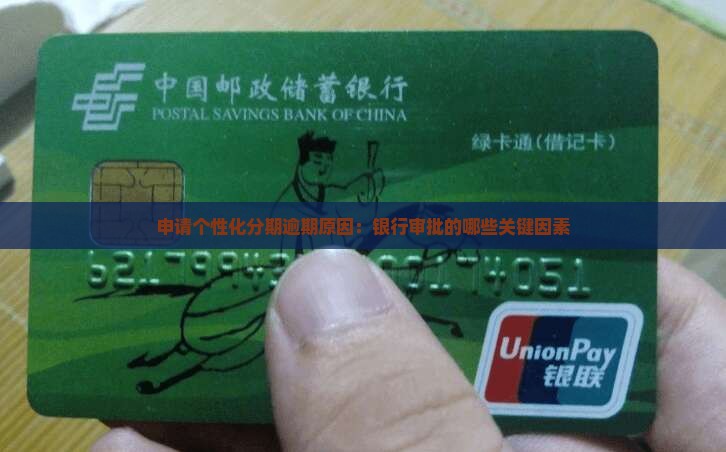 中国邮政储蓄银行
POSTAL SAVINGS BANK OF CHINA
绿卡通(借记卡)
申请个性化分期逾期原因：银行审批的哪些关键因素
UnionPay
银联